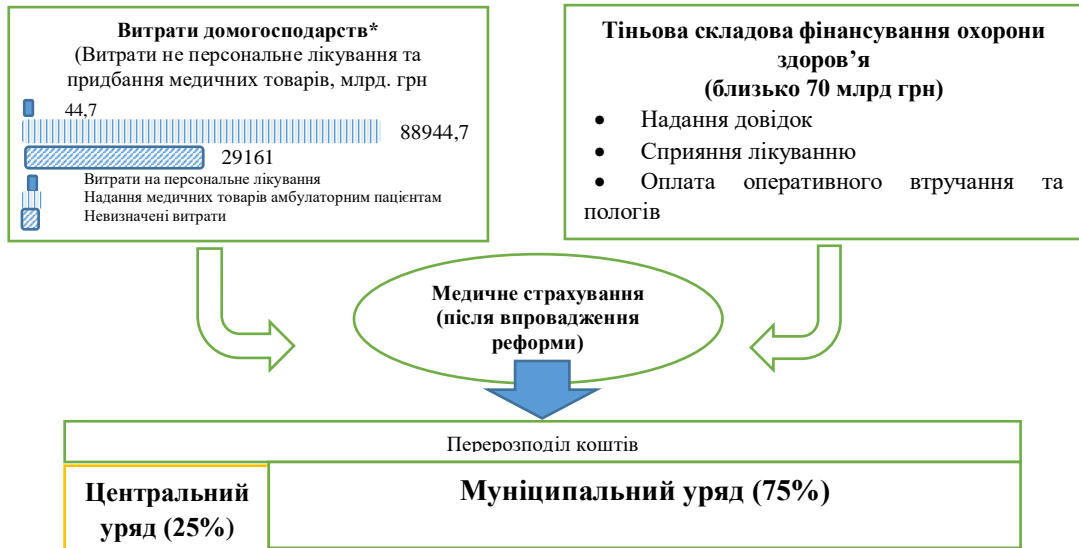 Витрати домогосподарств*
(Витрати не персональне лікування та
придбання медичних товарів, млрд. грн
44,7
88944,7
29161
Витрати на персональне лікування
Надання медичних товарів амбулаторним пацієнтам
Невизначені витрати
Тіньова складова фінансування охорони
здоров’я
(близько 70 млрд грн)
• Надання довідок
• Сприяння лікуванню
• Оплата оперативного втручання та
пологів
Медичне страхування
(після впровадження
реформи)
Перерозподіл коштів
Центральний
уряд (25%)
Муніципальний уряд (75%)